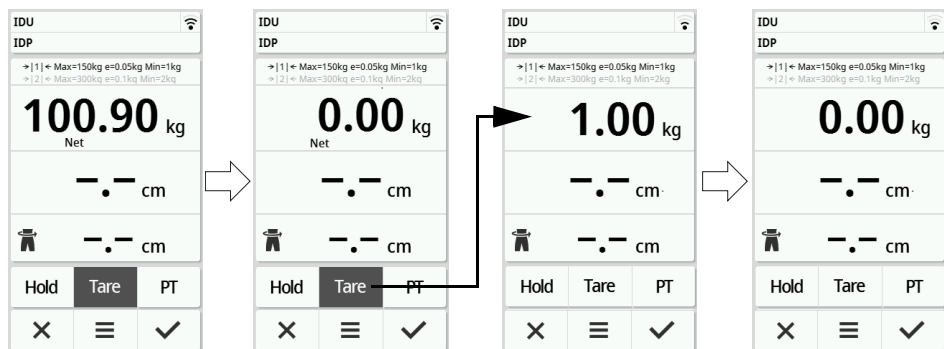 IDU
IDP
→|1|← Max=150kg e=0.05kg Min=1kg
→|2|← Max=300kg e=0.1kg Min=2kg
100.90 kg
Net
–.– cm
–.– cm
Hold Tare PT
IDU
IDP
→|1|← Max=150kg e=0.05kg Min=1kg
→|2|← Max=300kg e=0.1kg Min=2kg
0.00 kg
Net
–.– cm
–.– cm
Hold Tare PT
IDU
IDP
→|1|← Max=150kg e=0.05kg Min=1kg
→|2|← Max=300kg e=0.1kg Min=2kg
1.00 kg
–.– cm
–.– cm
Hold Tare PT
IDU
IDP
→|1|← Max=150kg e=0.05kg Min=1kg
→|2|← Max=300kg e=0.1kg Min=2kg
0.00 kg
–.– cm
–.– cm
Hold Tare PT